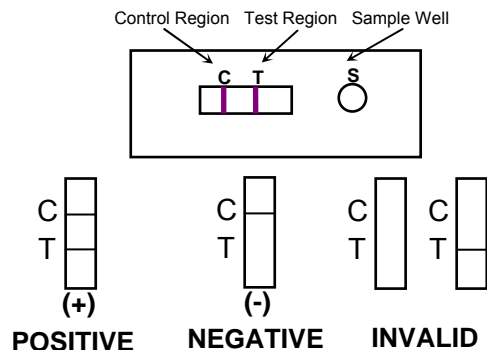 Control Region Test Region Sample Well
C T S
C C C
T T T
(+) (-)
POSITIVE NEGATIVE INVALID